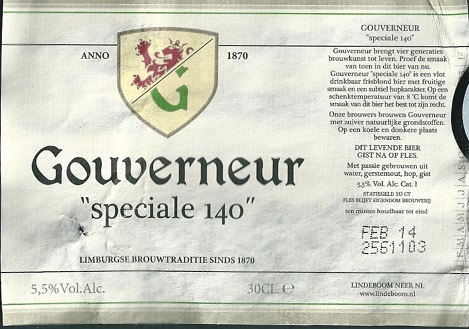 ANNO 1870
G
Gouverneur
"speciale 140"
LIMBURGSE BROUWTRADITIE SINDS 1870
5,5% Vol.Alc. 30CL. ℮
GOUVERNEUR
"speciale 140"
Gouverneur brengt vier generaties
brouwkunst tot leven. Proef de smaak
van toen in dit bier van nu.
Gouverneur "speciale 140" is een vlot
drinkbaar frisblond bier met fruitige
smaak en een subtiel hopkarakter. Op een
schenktemperatuur van 8 °C komt de
smaak van dit bier het best tot zijn recht.
Onze brouwers brouwen Gouverneur
met zuiver natuurlijke grondstoffen.
Op een koele en donkere plaats
bewaren.
DIT LEVENDE BIER
GIST NA OP FLES.
Met passie gebrouwen uit
water, gerstemout, hop, gist
5,5% Vol. Alc. Cat. I
STATIEGELD 10 CT
FLES BLIJFT EIGENDOM BROUWERIJ
ten minste houdbaar tot eind
FEB 14
2561103
LINDEBOOM NEER NL
www.lindeboom.nl